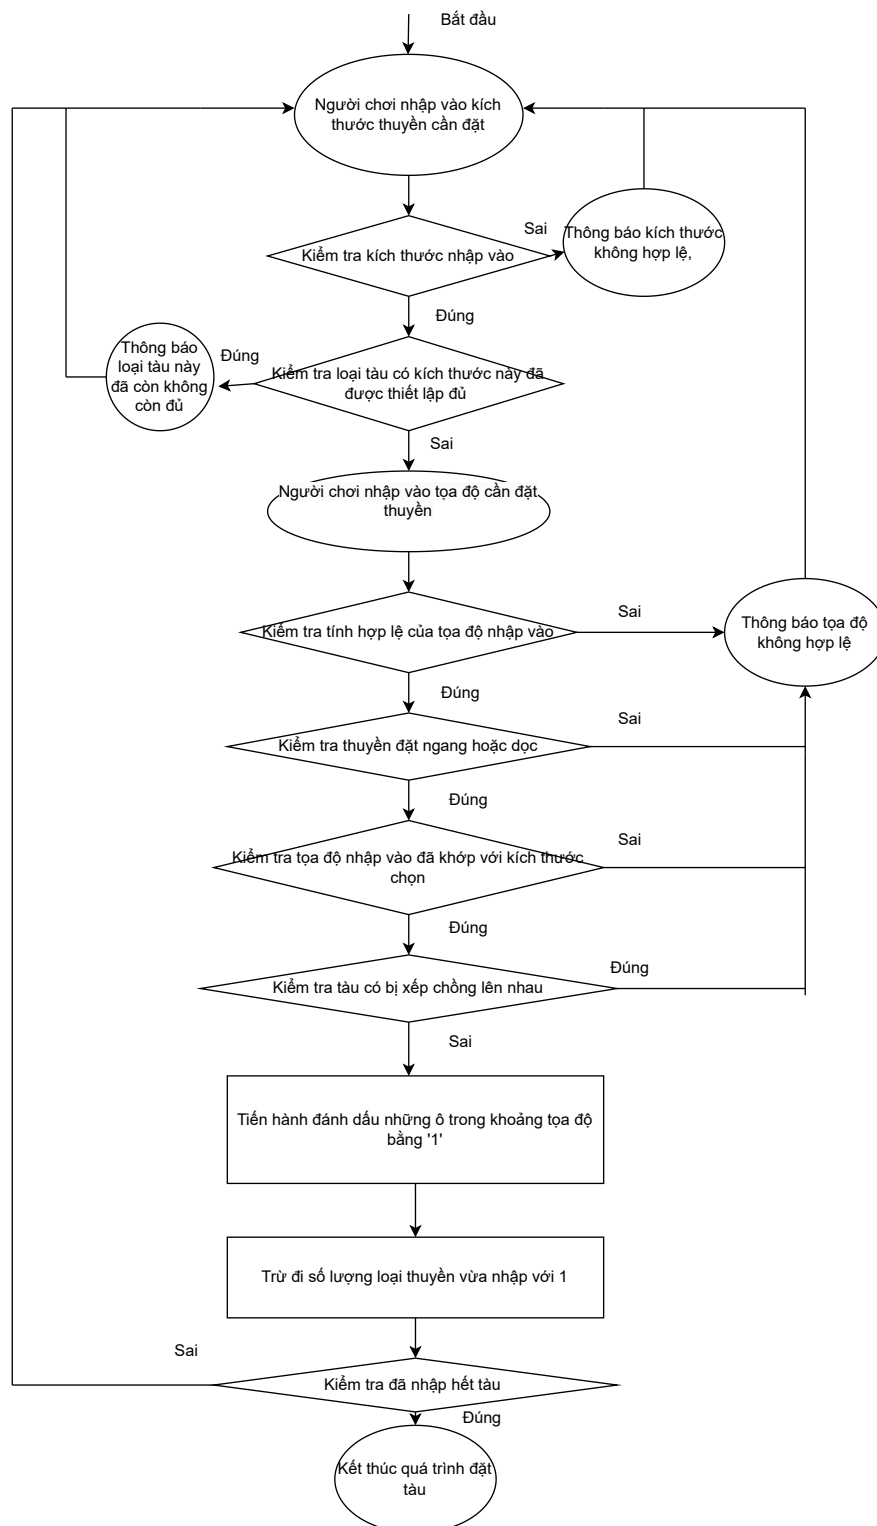 Bắt đầu
Người chơi nhập vào kích
thước thuyền cần đặt
Sai
Thông báo kích thước
không hợp lệ,
Kiểm tra kích thước nhập vào
Đúng
Thông báo
loại tàu này
đã còn không
còn đủ
Đúng
Kiểm tra loại tàu có kích thước này đã
được thiết lập đủ
Sai
Người chơi nhập vào tọa độ cần đặt
thuyền
Sai
Thông báo tọa độ
không hợp lệ
Kiểm tra tính hợp lệ của tọa độ nhập vào
Đúng
Sai
Kiểm tra thuyền đặt ngang hoặc dọc
Đúng
Sai
Kiểm tra tọa độ nhập vào đã khớp với kích thước
chọn
Đúng
Đúng
Kiểm tra tàu có bị xếp chồng lên nhau
Sai
Tiến hành đánh dấu những ô trong khoảng tọa độ
bằng '1'
Trừ đi số lượng loại thuyền vừa nhập với 1
Sai
Kiểm tra đã nhập hết tàu
Đúng
Kết thúc quá trình đặt
tàu